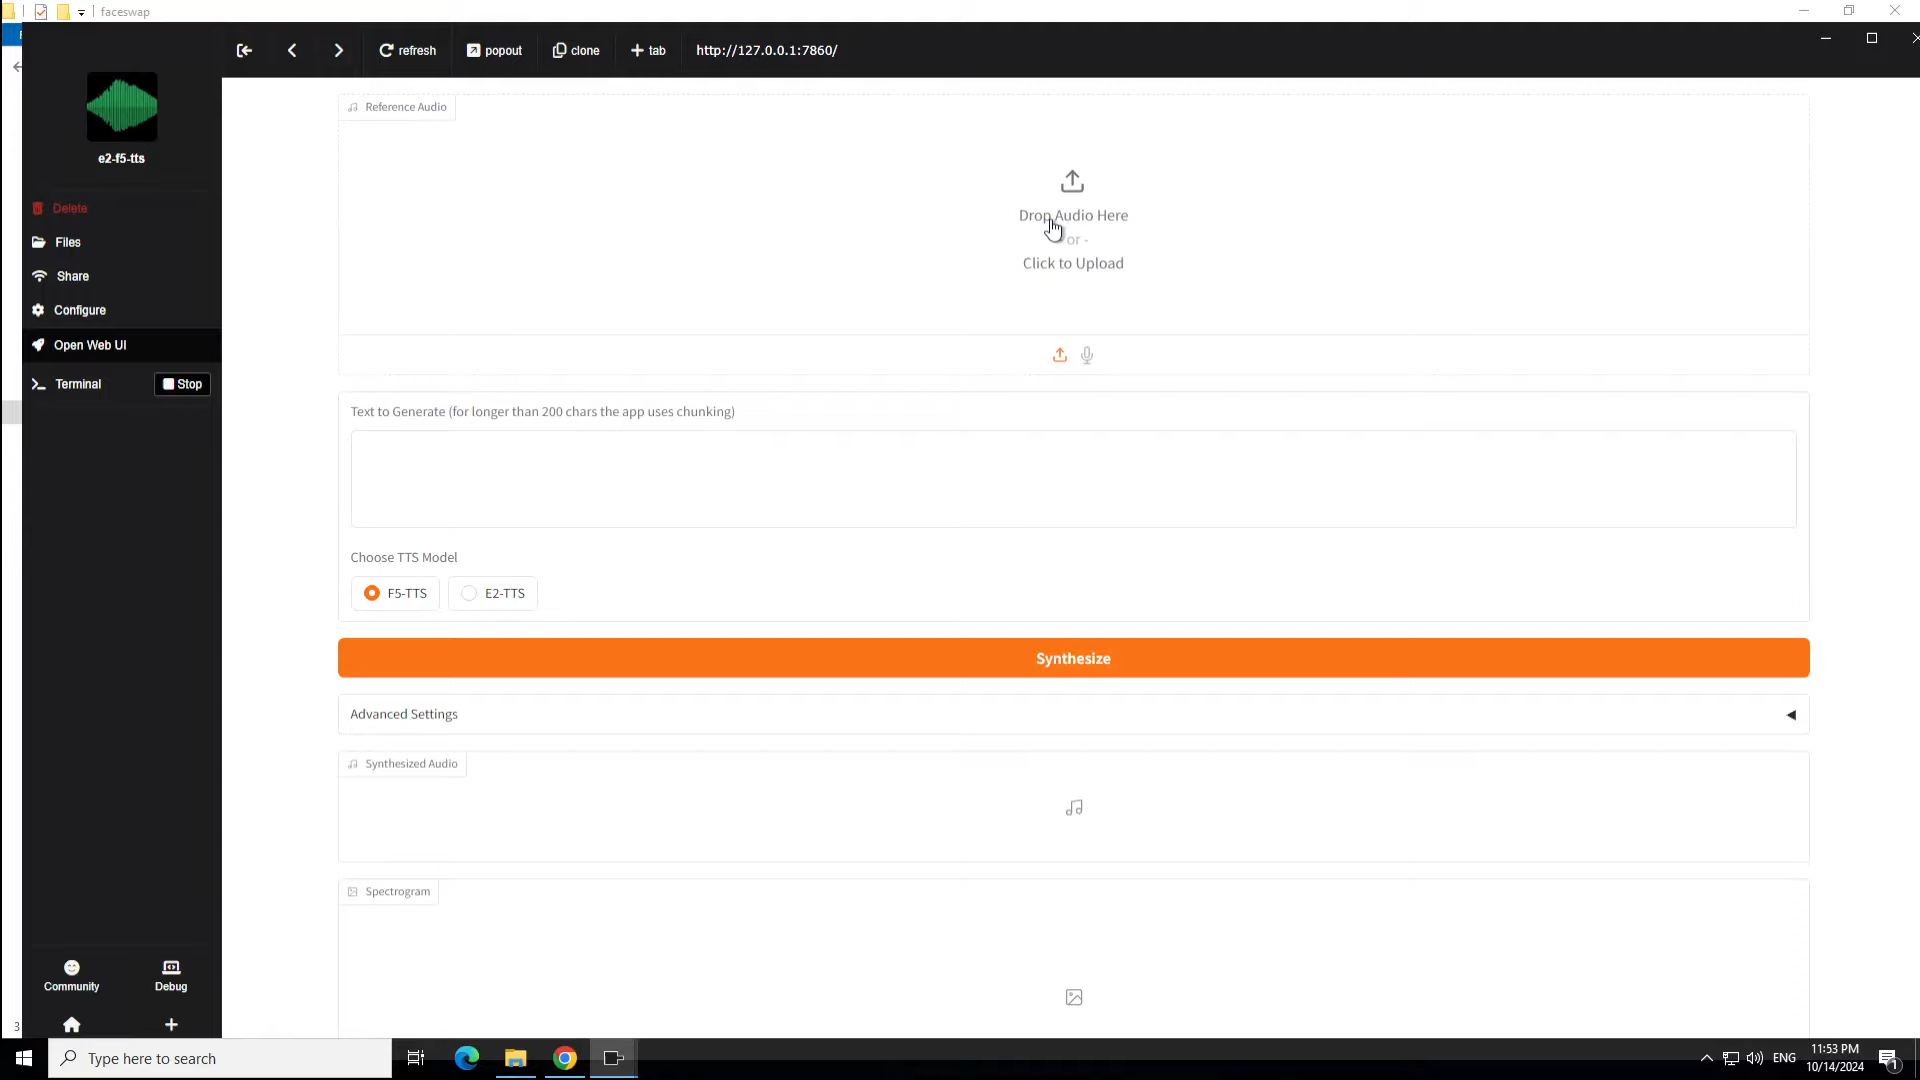 faceswap
refresh
popout
clone
tab
http://127.0.0.1:7860/
e2-f5-tts
Delete
Files
Share
Configure
Open Web UI
Terminal
Stop
Community
Debug
Reference Audio
Drop Audio Here
or -
Click to Upload
Text to Generate (for longer than 200 chars the app uses chunking)
Choose TTS Model
F5-TTS
E2-TTS
Synthesize
Advanced Settings
Synthesized Audio
Spectrogram
3
Type here to search
ENG
11:53 PM
10/14/2024
1